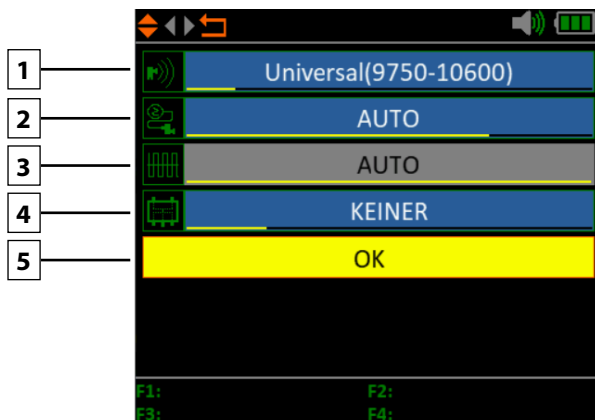 1 Universal(9750-10600)
2 AUTO
3 AUTO
4 KEINER
5 OK
F1: F2:
F3: F4: